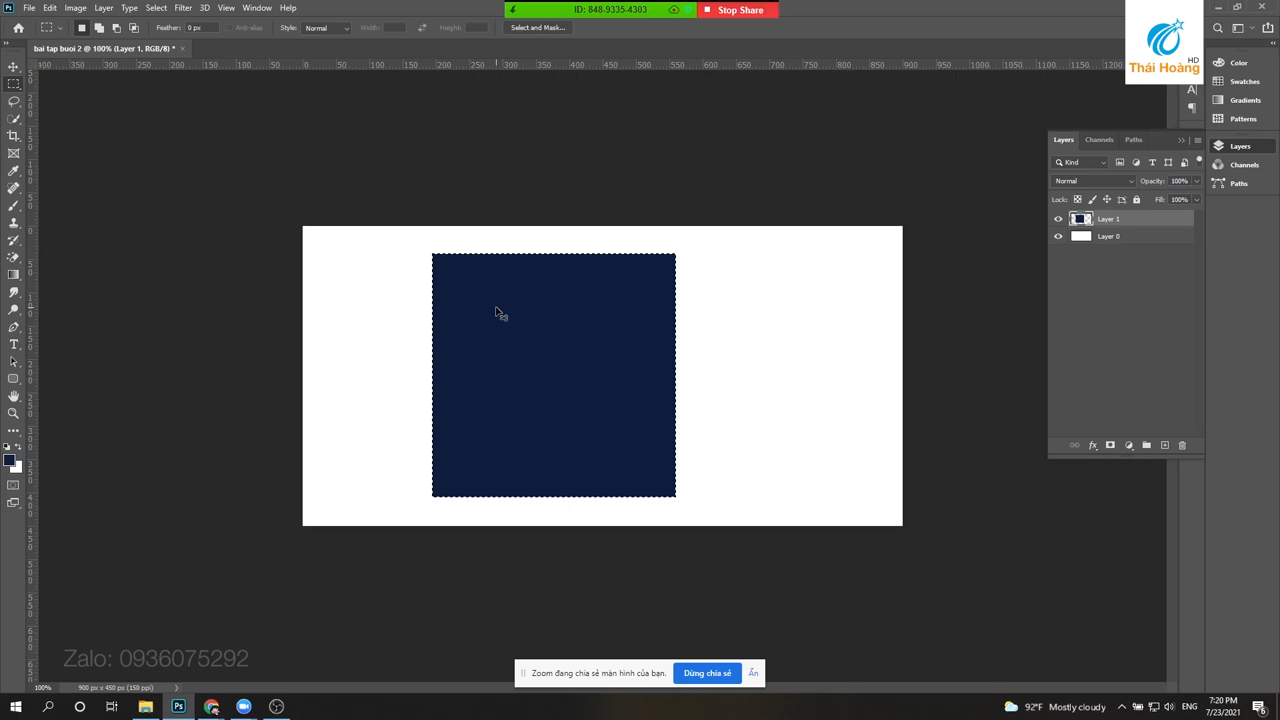 File Edit Image Layer Type Select Filter 3D View Window Help
ID: 848-9335-4303 Stop Share
Feather: 0 px Anti-alias Style: Normal Width: Height: Select and Mask...
bai tap buoi 2 @ 100% (Layer 1, RGB/8) *
HD
Thái Hoàng
Color
Swatches
Gradients
Patterns
Layers
Channels
Paths
Layers Channels Paths
Kind
Normal Opacity: 100%
Lock: Fill: 100%
Layer 1
Layer 0
Zalo: 0936075292
Zoom đang chia sẻ màn hình của bạn. Dừng chia sẻ Ẩn
100% 900 px x 450 px (150 ppi)
92°F Mostly cloudy
7:20 PM
7/23/2021